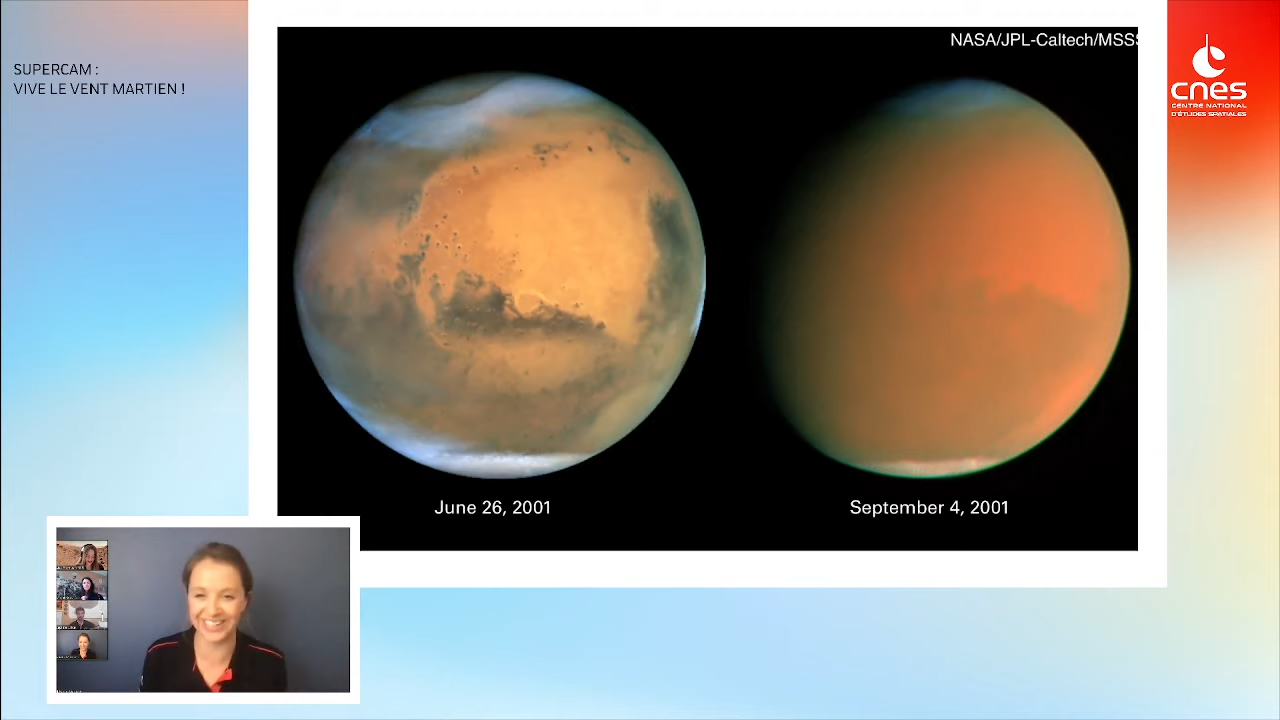 SUPERCAM :
VIVE LE VENT MARTIEN !
NASA/JPL-Caltech/MSSS
cnes
CENTRE NATIONAL
D'ÉTUDES SPATIALES
June 26, 2001
September 4, 2001